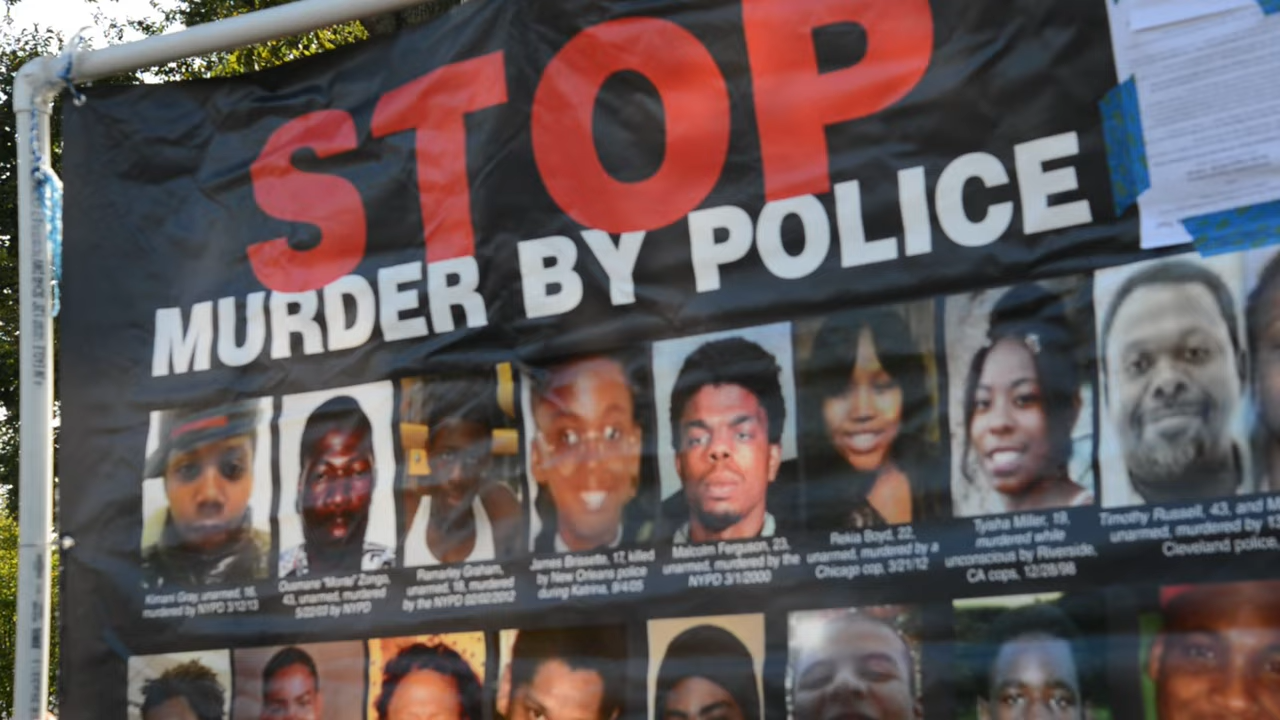 STOP
MURDER BY POLICE
Kimani Gray, unarmed, 16,
murdered by NYPD 3/12/13
Ousmane "Zongo,
43, unarmed, murdered
5/22/03 by NYPD
Ramarley Graham,
unarmed, 18, murdered
by the NYPD 02/02/2012
James Brissette, 17, killed
by New Orleans police
during Katrina, 9/4/05
Malcolm Ferguson, 23,
unarmed, murdered by the
NYPD 3/1/2000
Rekia Boyd, 22,
unarmed, murdered by a
Chicago cop, 3/21/12
Tyisha Miller, 19,
murdered while
unconscious by Riverside,
CA cops, 12/28/98
Timothy Russell, 43, and M
unarmed, murdered by 1
Cleveland police,